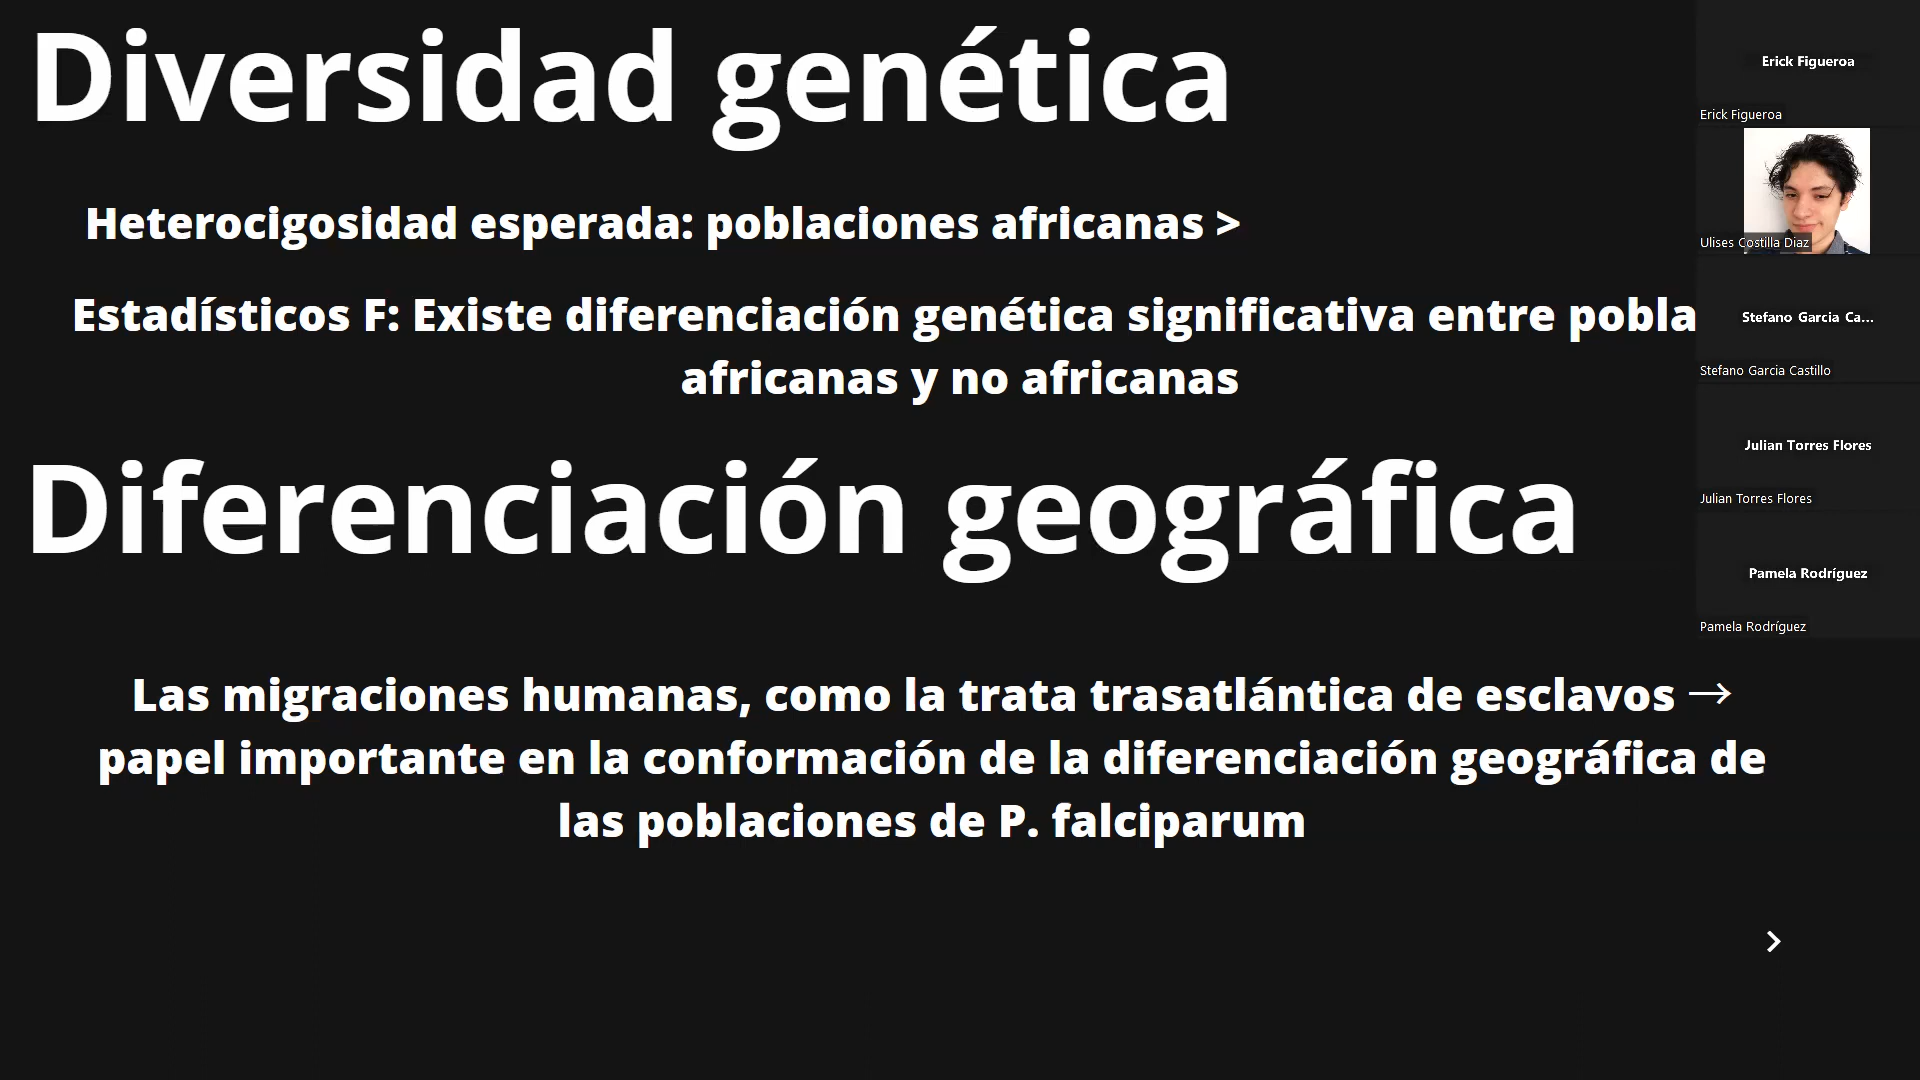 Diversidad genética
Heterocigosidad esperada: poblaciones africanas >
Estadísticos F: Existe diferenciación genética significativa entre pobla
africanas y no africanas
Diferenciación geográfica
Las migraciones humanas, como la trata trasatlántica de esclavos →
papel importante en la conformación de la diferenciación geográfica de
las poblaciones de P. falciparum
Erick Figueroa
Erick Figueroa
Ulises Costilla Diaz
Stefano Garcia Ca...
Stefano Garcia Castillo
Julian Torres Flores
Julian Torres Flores
Pamela Rodríguez
Pamela Rodríguez